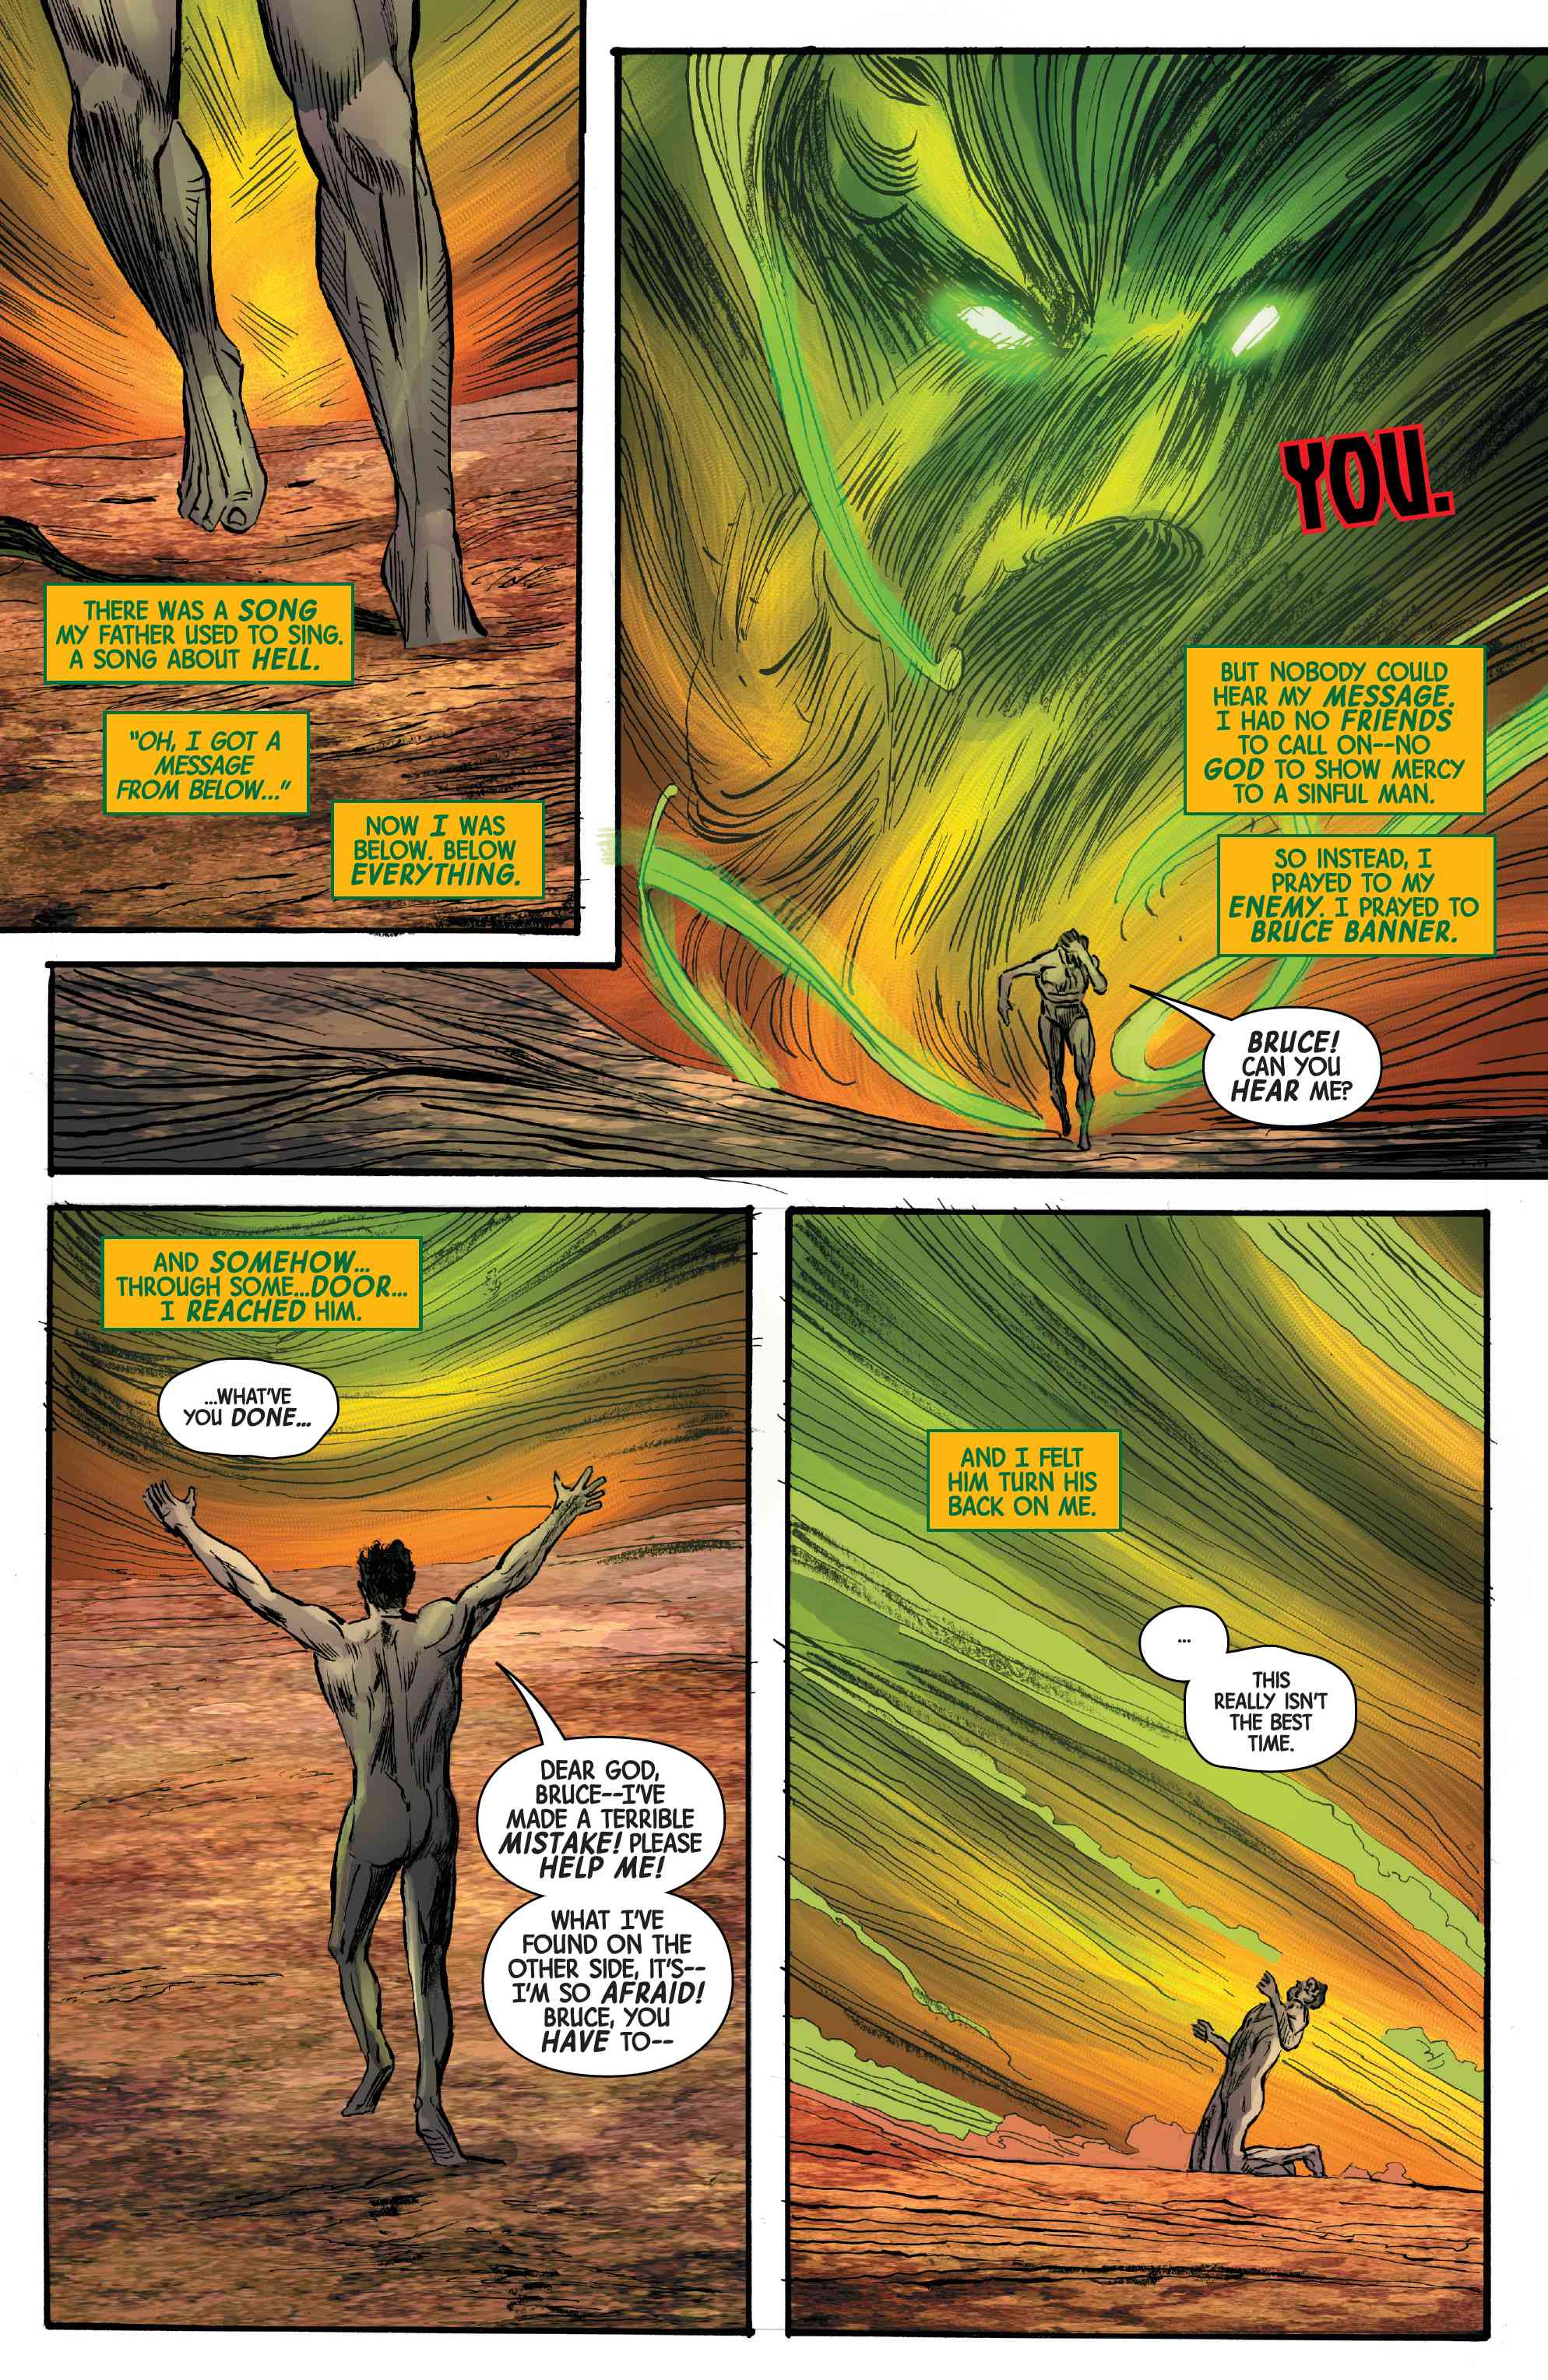 THERE WAS A SONG
MY FATHER USED TO SING.
A SONG ABOUT HELL.
"OH, I GOT A
MESSAGE
FROM BELOW..."
NOW I WAS
BELOW. BELOW
EVERYTHING.
YOU.
BUT NOBODY COULD
HEAR MY MESSAGE.
I HAD NO FRIENDS
TO CALL ON--NO
GOD TO SHOW MERCY
TO A SINFUL MAN.
SO INSTEAD, I
PRAYED TO MY
ENEMY. I PRAYED TO
BRUCE BANNER.
BRUCE!
CAN YOU
HEAR ME?
AND SOMEHOW...
THROUGH SOME...DOOR...
I REACHED HIM.
...WHAT'VE
YOU DONE...
DEAR GOD,
BRUCE--I'VE
MADE A TERRIBLE
MISTAKE! PLEASE
HELP ME!
WHAT I'VE
FOUND ON THE
OTHER SIDE, IT'S--
I'M SO AFRAID!
BRUCE, YOU
HAVE TO--
AND I FELT
HIM TURN HIS
BACK ON ME.
...
THIS
REALLY ISN'T
THE BEST
TIME.